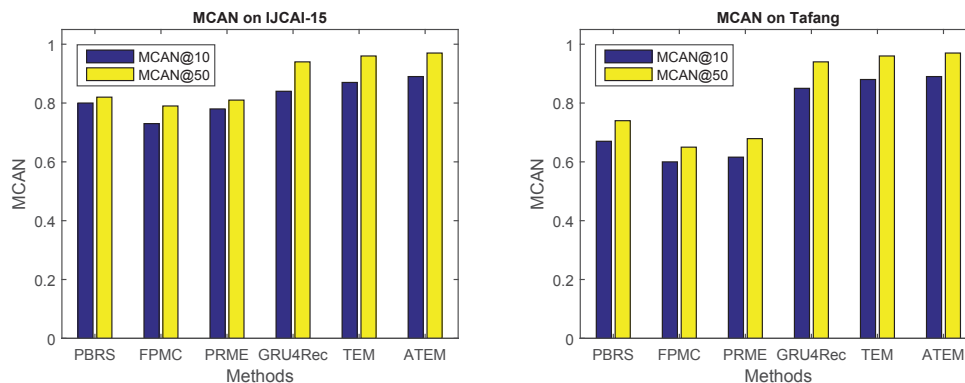 MCAN on IJCAI-15
MCAN@10
MCAN@50
MCAN
1
0.8
0.6
0.4
0.2
0
PBRS FPMC PRME GRU4Rec TEM ATEM
Methods
MCAN on Tafang
MCAN@10
MCAN@50
MCAN
1
0.8
0.6
0.4
0.2
0
PBRS FPMC PRME GRU4Rec TEM ATEM
Methods